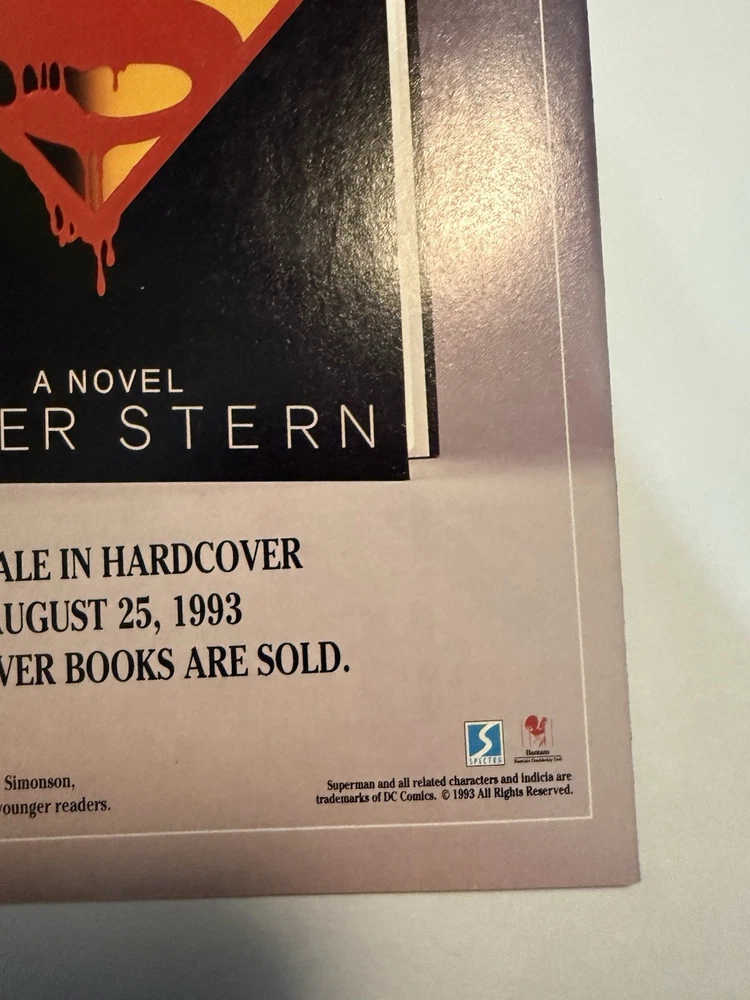 A NOVEL
ER STERN
ALE IN HARDCOVER
AUGUST 25, 1993
VER BOOKS ARE SOLD.
SPECTRA
Bantam
Simonson,
younger readers.
Superman and all related characters and indicia are
trademarks of DC Comics. © 1993 All Rights Reserved.